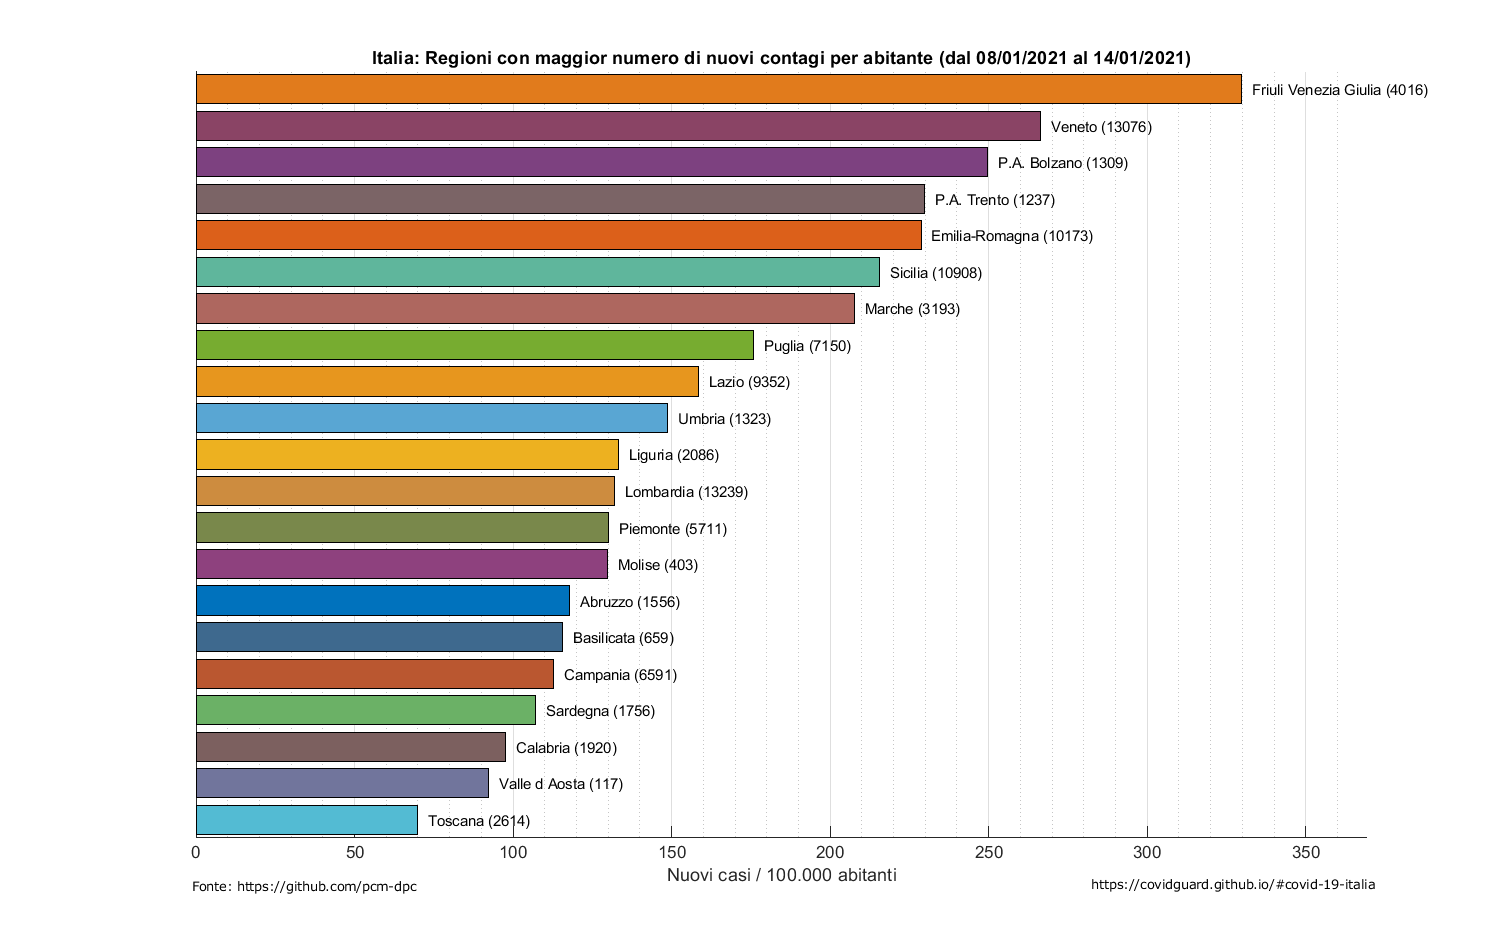 Italia: Regioni con maggior numero di nuovi contagi per abitante (dal 08/01/2021 al 14/01/2021)
Friuli Venezia Giulia (4016)
Veneto (13076)
P.A. Bolzano (1309)
P.A. Trento (1237)
Emilia-Romagna (10173)
Sicilia (10908)
Marche (3193)
Puglia (7150)
Lazio (9352)
Umbria (1323)
Liguria (2086)
Lombardia (13239)
Piemonte (5711)
Molise (403)
Abruzzo (1556)
Basilicata (659)
Campania (6591)
Sardegna (1756)
Calabria (1920)
Valle d Aosta (117)
Toscana (2614)
0 50 100 150 200 250 300 350
Nuovi casi / 100.000 abitanti
Fonte: https://github.com/pcm-dpc
https://covidguard.github.io/#covid-19-italia